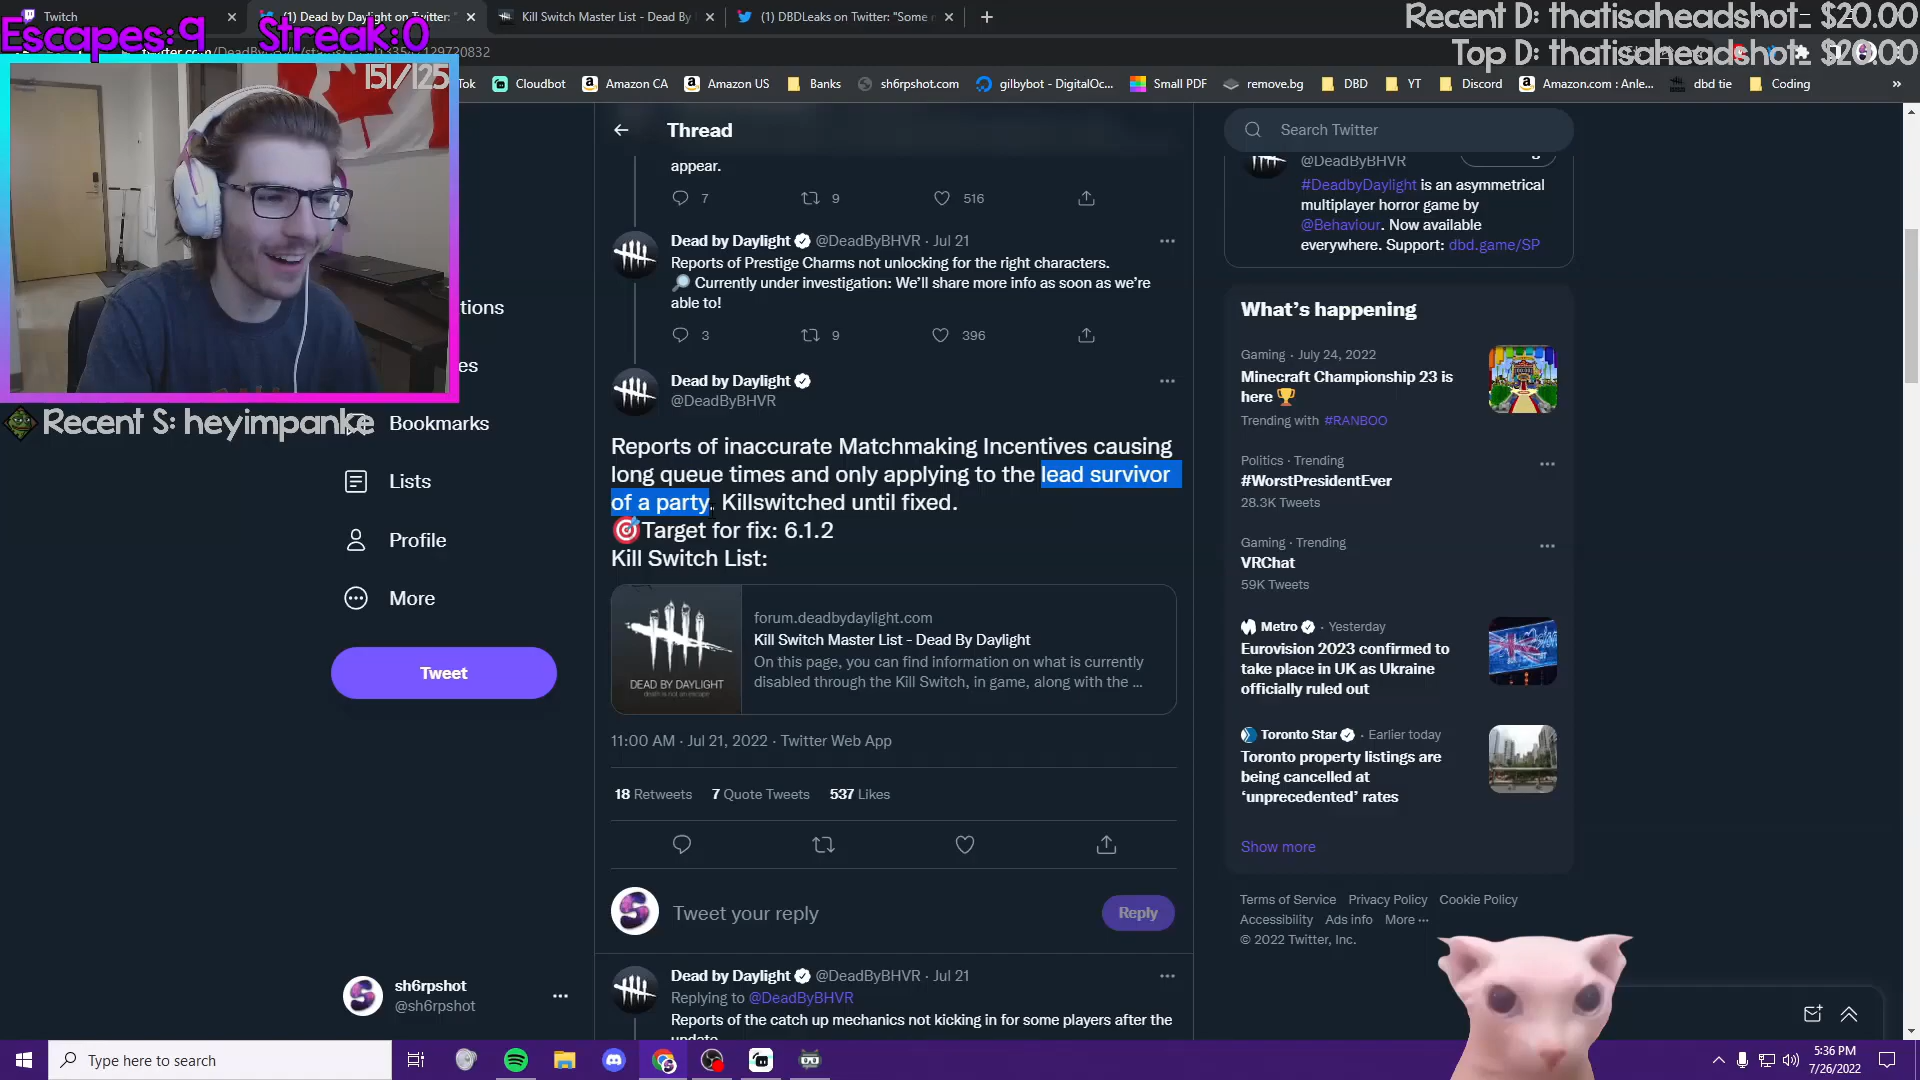 Twitch
(1) Dead by Daylight on Twitter: "
Kill Switch Master List - Dead By
(1) DBDLeaks on Twitter: "Some
Recent D: thatisaheadshot- $20.00
Top D: thatisaheadshot- $20.00
Escapes:9
Streak:0
129720832
151/125
Tok
Cloudbot
Amazon CA
Amazon US
Banks
sh6rpshot.com
gilbybot - DigitalOc...
Small PDF
remove.bg
DBD
YT
Discord
Amazon.com : Anle...
dbd tie
Coding
»
Thread
Search Twitter
appear.
7
9
516
@DeadByBHVR
#DeadbyDaylight is an asymmetrical
multiplayer horror game by
@Behaviour. Now available
everywhere. Support: dbd.game/SP
Dead by Daylight @DeadByBHVR · Jul 21
Reports of Prestige Charms not unlocking for the right characters.
🔎 Currently under investigation: We'll share more info as soon as we're
able to!
3
9
396
Dead by Daylight
@DeadByBHVR
Reports of inaccurate Matchmaking Incentives causing
long queue times and only applying to the lead survivor
of a party. Killswitched until fixed.
🎯Target for fix: 6.1.2
Kill Switch List:
DEAD BY DAYLIGHT
forum.deadbydaylight.com
Kill Switch Master List - Dead By Daylight
On this page, you can find information on what is currently
disabled through the Kill Switch, in game, along with the ...
11:00 AM · Jul 21, 2022 · Twitter Web App
18 Retweets
7 Quote Tweets
537 Likes
Tweet your reply
Reply
Dead by Daylight @DeadByBHVR · Jul 21
Replying to @DeadByBHVR
Reports of the catch up mechanics not kicking in for some players after the
update.
tions
es
Recent S: heyimpanke
Bookmarks
Lists
Profile
More
Tweet
sh6rpshot
@sh6rpshot
What's happening
Gaming · July 24, 2022
Minecraft Championship 23 is
here 🏆
Trending with #RANBOO
Politics · Trending
#WorstPresidentEver
28.3K Tweets
Gaming · Trending
VRChat
59K Tweets
Metro · Yesterday
Eurovision 2023 confirmed to
take place in UK as Ukraine
officially ruled out
Toronto Star · Earlier today
Toronto property listings are
being cancelled at
'unprecedented' rates
Show more
Terms of Service
Privacy Policy
Cookie Policy
Accessibility
Ads info
More ···
© 2022 Twitter, Inc.
Type here to search
5:36 PM
7/26/2022